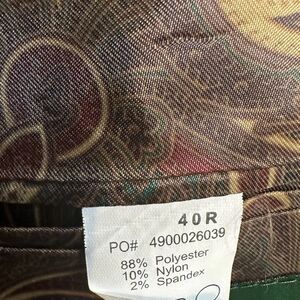 40R
PO# 4900026039
88% Polyester
10% Nylon
2% Spandex